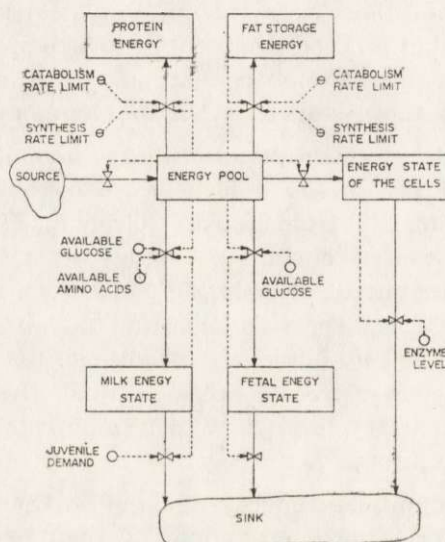 PROTEIN
ENERGY
FAT STORAGE
ENERGY
CATABOLISM
RATE LIMIT
CATABOLISM
RATE LIMIT
SYNTHESIS
RATE LIMIT
SYNTHESIS
RATE LIMIT
SOURCE
ENERGY POOL
ENERGY STATE
OF THE CELLS
AVAILABLE
GLUCOSE
AVAILABLE
AMINO ACIDS
AVAILABLE
GLUCOSE
ENZYME
LEVEL
MILK ENEGY
STATE
FETAL ENEGY
STATE
JUVENILE
DEMAND
SINK